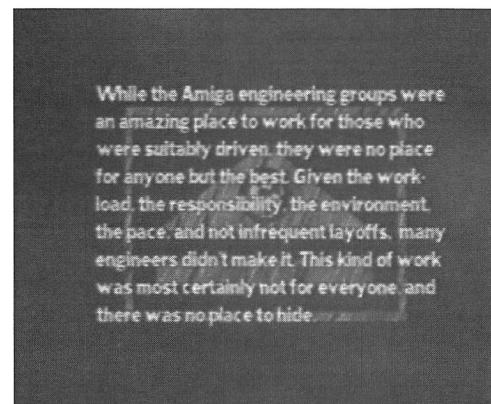 While the Amiga engineering groups were
an amazing place to work for those who
were suitably driven, they were no place
for anyone but the best. Given the work-
load, the responsibility, the environment,
the pace, and not infrequent layoffs, many
engineers didn't make it. This kind of work
was most certainly not for everyone, and
there was no place to hide.